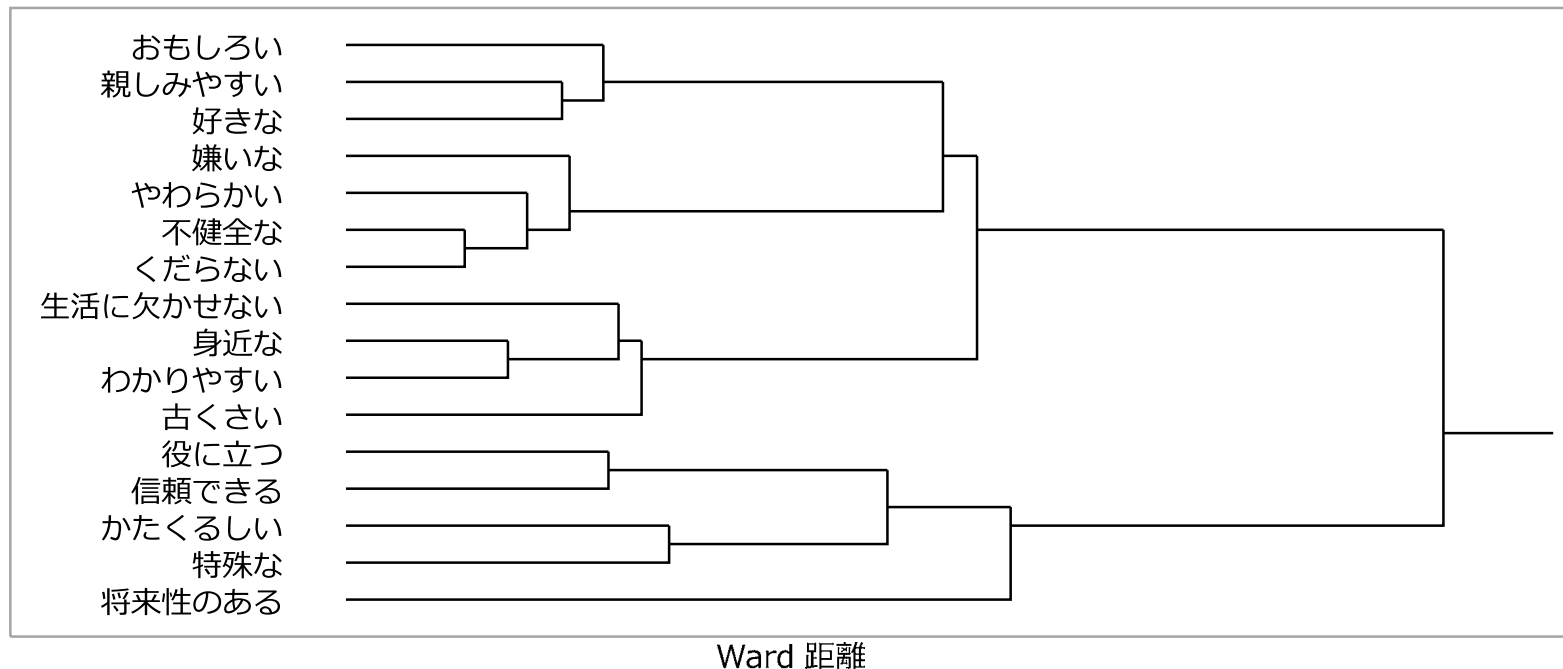 おもしろい
親しみやすい
好きな
嫌いな
やわらかい
不健全な
くだらない
生活に欠かせない
身近な
わかりやすい
古くさい
役に立つ
信頼できる
かたくるしい
特殊な
将来性のある
Ward 距離